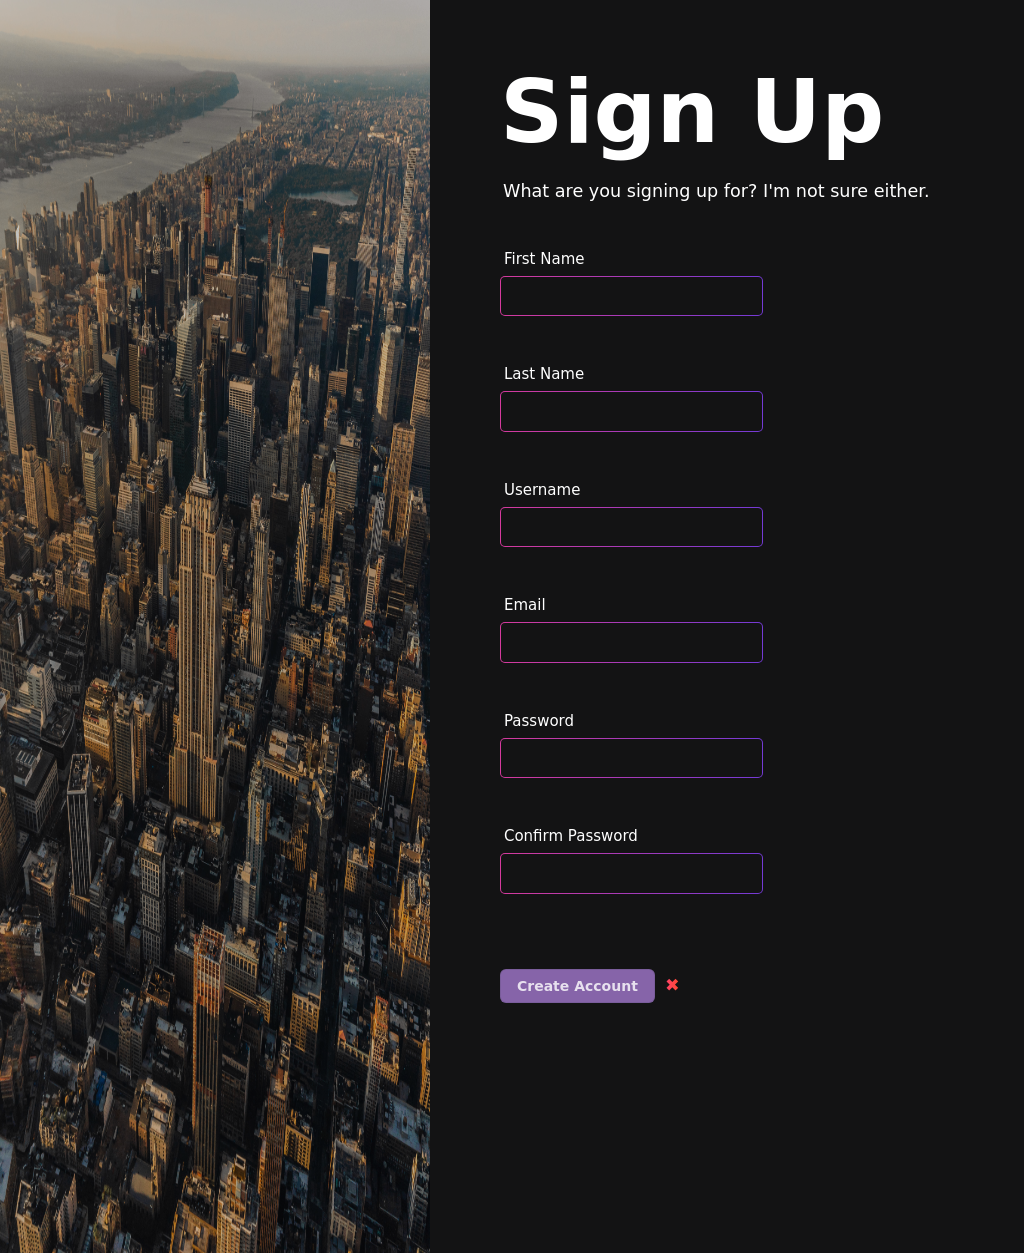 Sign Up
What are you signing up for? I'm not sure either.
First Name
Last Name
Username
Email
Password
Confirm Password
Create Account ✖